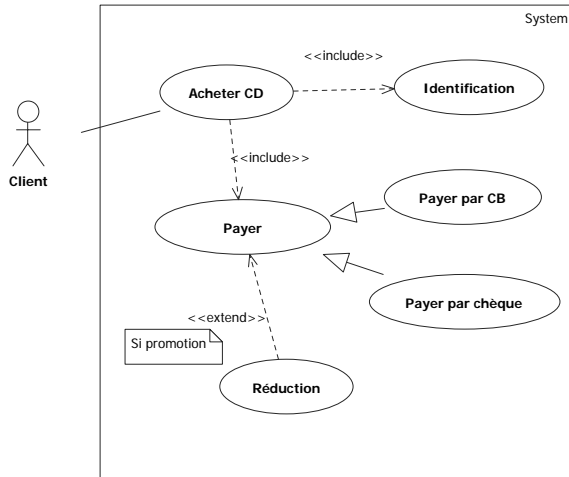 System
<<include>>
Acheter CD
Identification
Client
<<include>>
Payer par CB
Payer
Payer par chèque
<<extend>>
Si promotion
Réduction